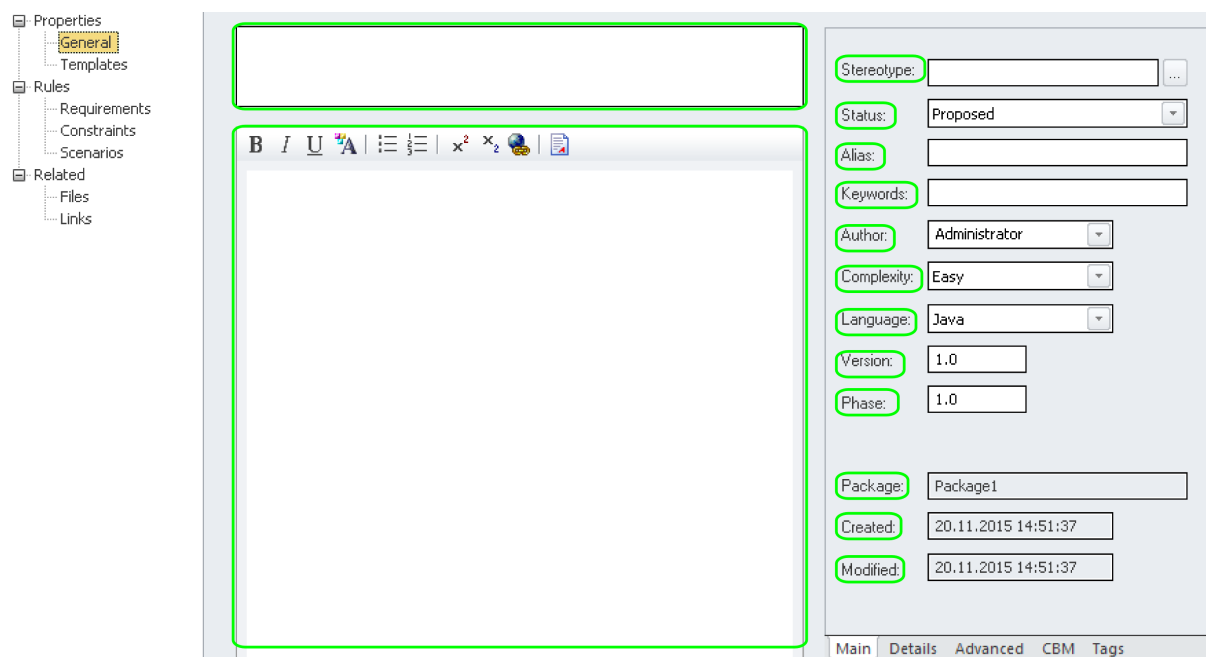 Properties
General
Templates
Rules
Requirements
Constraints
Scenarios
Related
Files
Links
B I U A x² x₂
Stereotype: ...
Status: Proposed
Alias:
Keywords:
Author: Administrator
Complexity: Easy
Language: Java
Version: 1.0
Phase: 1.0
Package: Package1
Created: 20.11.2015 14:51:37
Modified: 20.11.2015 14:51:37
Main Details Advanced CBM Tags